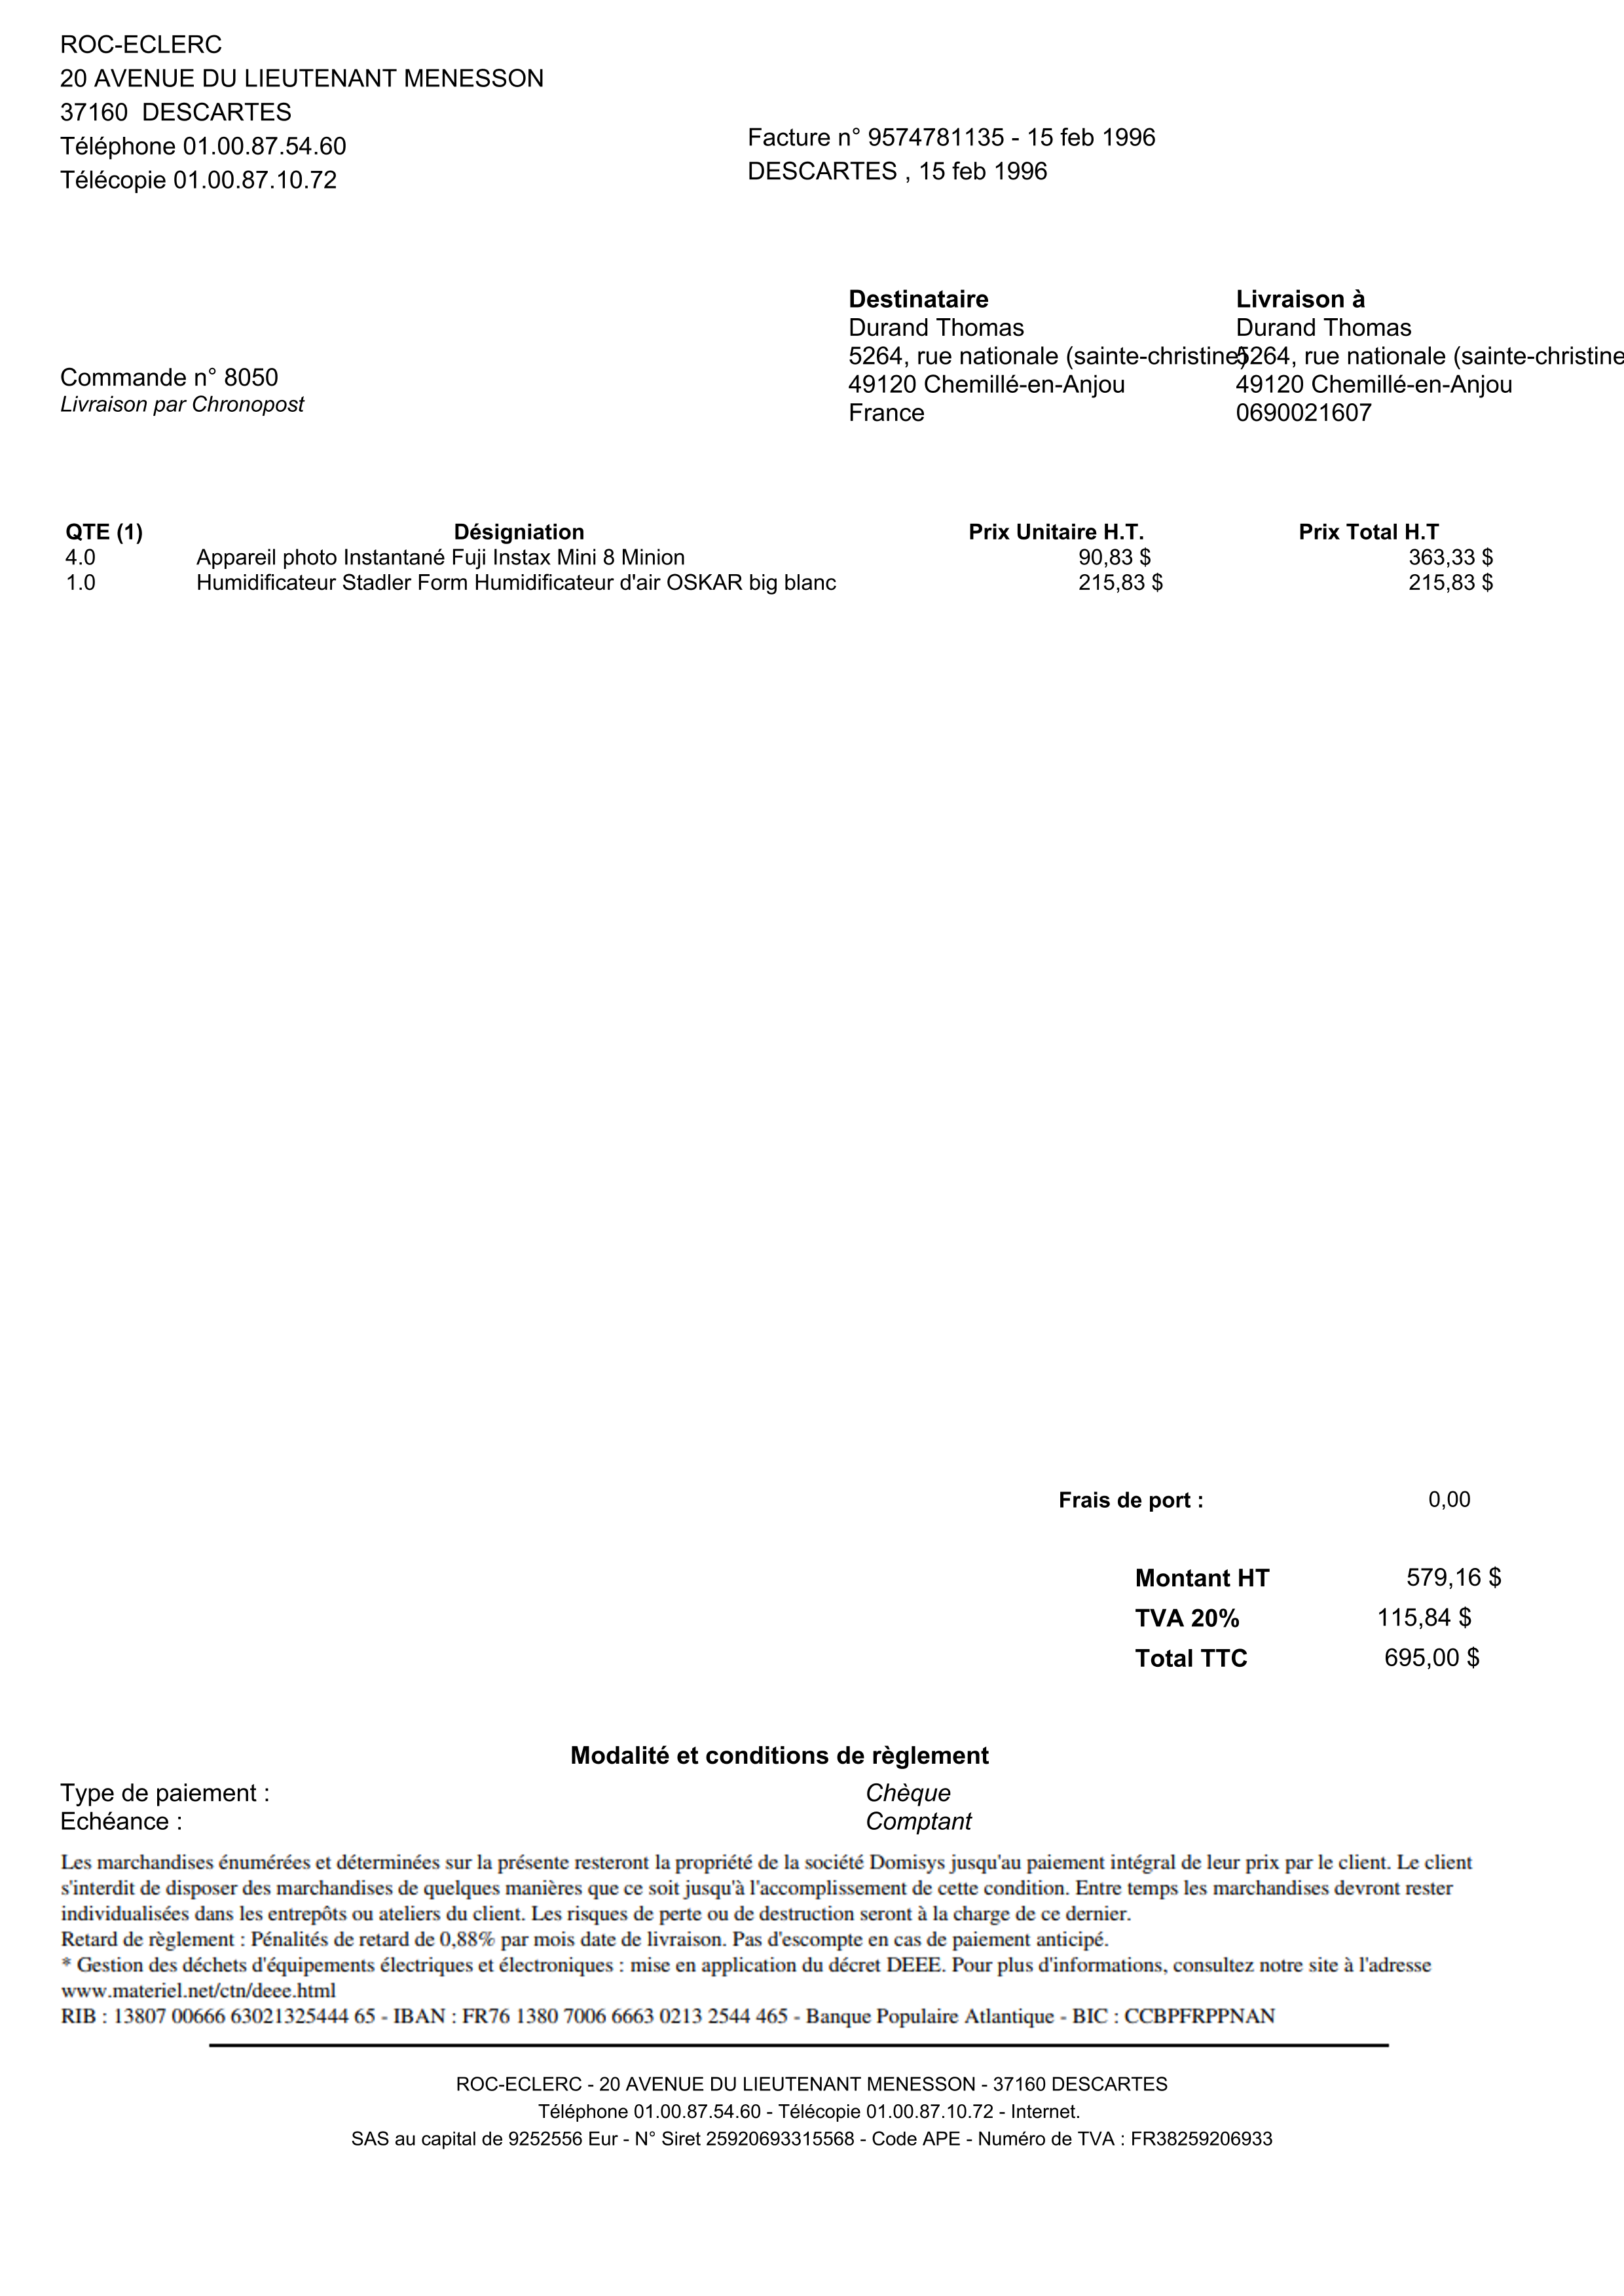 ROC-ECLERC
20 AVENUE DU LIEUTENANT MENESSON
37160 DESCARTES
Téléphone 01.00.87.54.60
Télécopie 01.00.87.10.72
Facture n° 9574781135 - 15 feb 1996
DESCARTES , 15 feb 1996
Commande n° 8050
Livraison par Chronopost
Destinataire
Durand Thomas
5264, rue nationale (sainte-christine)
49120 Chemillé-en-Anjou
France
Livraison à
Durand Thomas
5264, rue nationale (sainte-christine
49120 Chemillé-en-Anjou
0690021607
QTE (1) Désigniation Prix Unitaire H.T. Prix Total H.T
4.0 Appareil photo Instantané Fuji Instax Mini 8 Minion 90,83 $ 363,33 $
1.0 Humidificateur Stadler Form Humidificateur d'air OSKAR big blanc 215,83 $ 215,83 $
Frais de port : 0,00
Montant HT 579,16 $
TVA 20% 115,84 $
Total TTC 695,00 $
Modalité et conditions de règlement
Type de paiement : Chèque
Echéance : Comptant
Les marchandises énumérées et déterminées sur la présente resteront la propriété de la société Domisys jusqu'au paiement intégral de leur prix par le client. Le client
s'interdit de disposer des marchandises de quelques manières que ce soit jusqu'à l'accomplissement de cette condition. Entre temps les marchandises devront rester
individualisées dans les entrepôts ou ateliers du client. Les risques de perte ou de destruction seront à la charge de ce dernier.
Retard de règlement : Pénalités de retard de 0,88% par mois date de livraison. Pas d'escompte en cas de paiement anticipé.
* Gestion des déchets d'équipements électriques et électroniques : mise en application du décret DEEE. Pour plus d'informations, consultez notre site à l'adresse
www.materiel.net/ctn/deee.html
RIB : 13807 00666 63021325444 65 - IBAN : FR76 1380 7006 6663 0213 2544 465 - Banque Populaire Atlantique - BIC : CCBPFRPPNAN
ROC-ECLERC - 20 AVENUE DU LIEUTENANT MENESSON - 37160 DESCARTES
Téléphone 01.00.87.54.60 - Télécopie 01.00.87.10.72 - Internet.
SAS au capital de 9252556 Eur - N° Siret 25920693315568 - Code APE - Numéro de TVA : FR38259206933